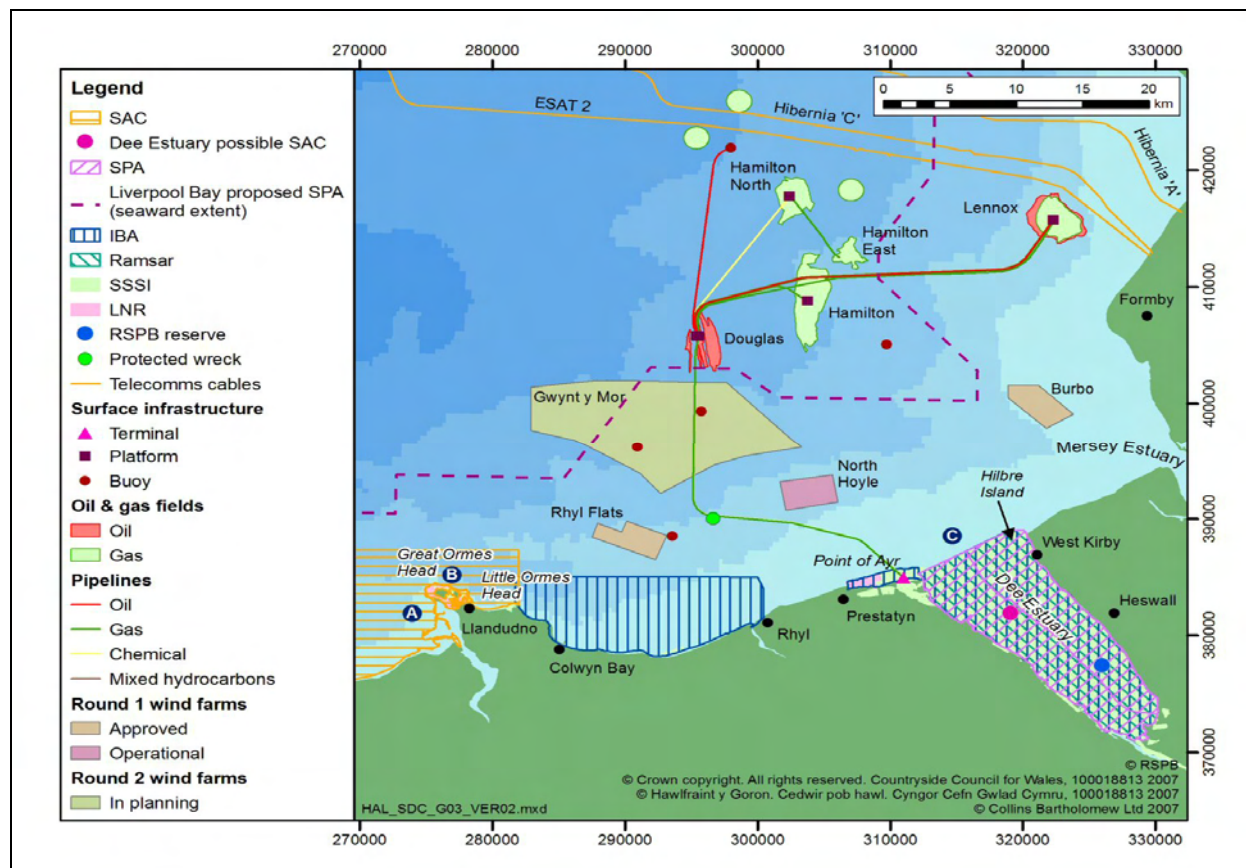 270000
280000
290000
300000
310000
320000
330000
Legend
SAC
Dee Estuary possible SAC
SPA
Liverpool Bay proposed SPA
(seaward extent)
IBA
Ramsar
SSSI
LNR
RSPB reserve
Protected wreck
Telecomms cables
Surface infrastructure
Terminal
Platform
Buoy
Oil & gas fields
Oil
Gas
Pipelines
Oil
Gas
Chemical
Mixed hydrocarbons
Round 1 wind farms
Approved
Operational
Round 2 wind farms
In planning
0 5 10 15 20
km
ESAT 2
Hibernia 'C'
Hibernia 'A'
Hamilton
North
Lennox
Hamilton
East
Hamilton
Formby
Douglas
Gwynt y Mor
Burbo
Mersey Estuary
North
Hoyle
Hilbre
Island
Rhyl Flats
C
West Kirby
Great Ormes
Head
B
Little Ormes
Head
Point of Ayr
A
Llandudno
Prestatyn
Dee Estuary
Heswall
Rhyl
Colwyn Bay
420000
410000
400000
390000
380000
370000
© RSPB
© Crown copyright. All rights reserved. Countryside Council for Wales, 100018813 2007
© Hawlfraint y Goron. Cedwir pob hawl. Cyngor Cefn Gwlad Cymru, 100018813 2007
HAL_SDC_G03_VER02.mxd
© Collins Bartholomew Ltd 2007
270000
280000
290000
300000
310000
320000
330000